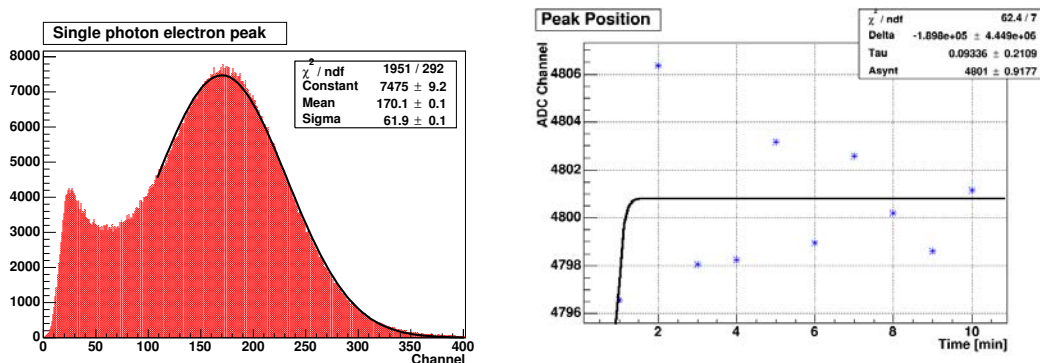 Single photon electron peak
χ² / ndf 1951 / 292
Constant 7475 ± 9.2
Mean 170.1 ± 0.1
Sigma 61.9 ± 0.1
8000
7000
6000
5000
4000
3000
2000
1000
0
0 50 100 150 200 250 300 350 400
Channel
Peak Position
χ² / ndf 62.4 / 7
Delta -1.898e+05 ± 4.449e+06
Tau 0.09336 ± 0.2109
Asynt 4801 ± 0.9177
ADC Channel
4806
4804
4802
4800
4798
4796
2 4 6 8 10
Time [min]